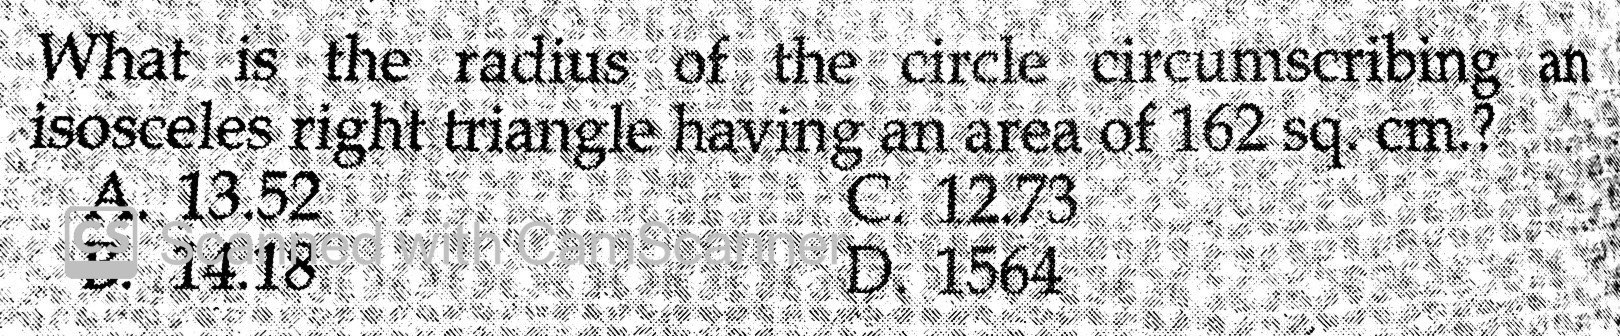 What is the radius of the circle circumscribing an
isosceles right triangle having an area of 162 sq. cm.?
A. 13.52 C. 12.73
B. 14.18 D. 1564
CS Scanned with CamScanner